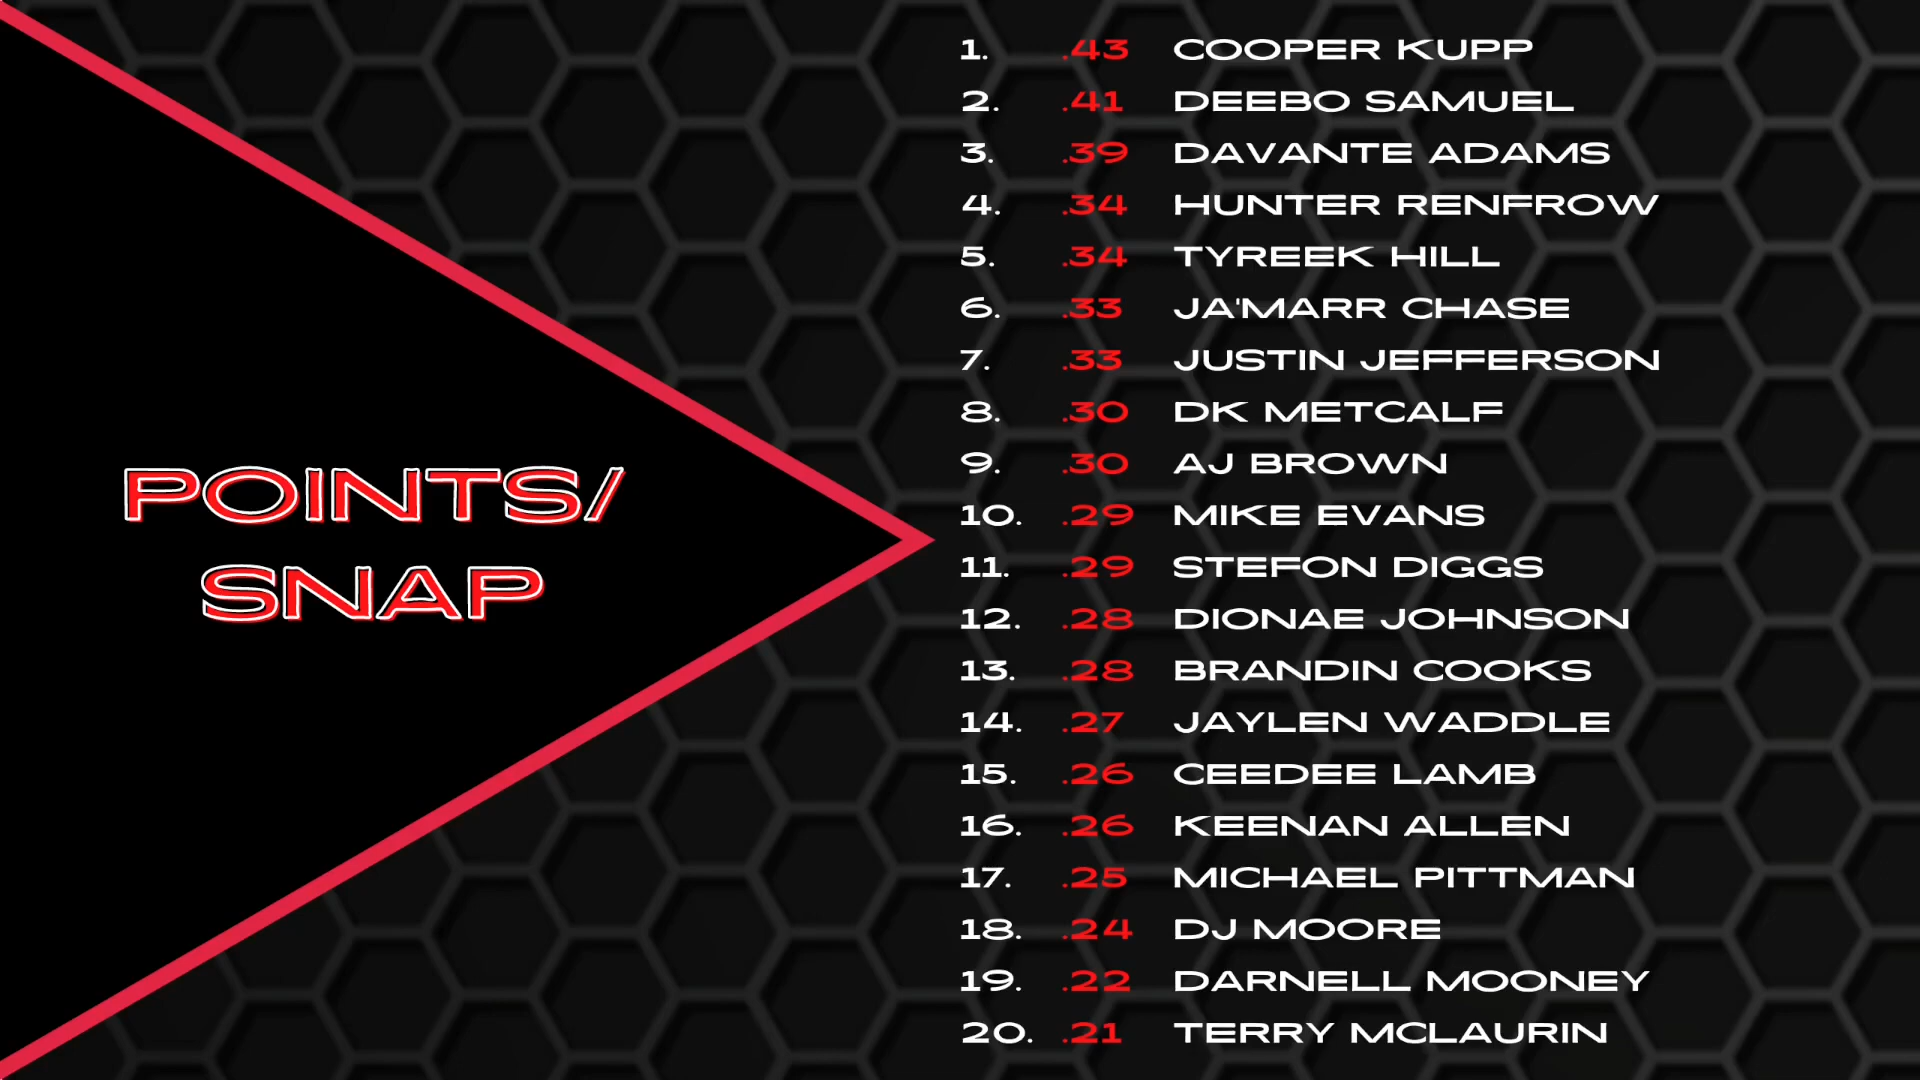 POINTS/
SNAP
1. .43 COOPER KUPP
2. .41 DEEBO SAMUEL
3. .39 DAVANTE ADAMS
4. .34 HUNTER RENFROW
5. .34 TYREEK HILL
6. .33 JA'MARR CHASE
7. .33 JUSTIN JEFFERSON
8. .30 DK METCALF
9. .30 AJ BROWN
10. .29 MIKE EVANS
11. .29 STEFON DIGGS
12. .28 DIONAE JOHNSON
13. .28 BRANDIN COOKS
14. .27 JAYLEN WADDLE
15. .26 CEEDEE LAMB
16. .26 KEENAN ALLEN
17. .25 MICHAEL PITTMAN
18. .24 DJ MOORE
19. .22 DARNELL MOONEY
20. .21 TERRY MCLAURIN